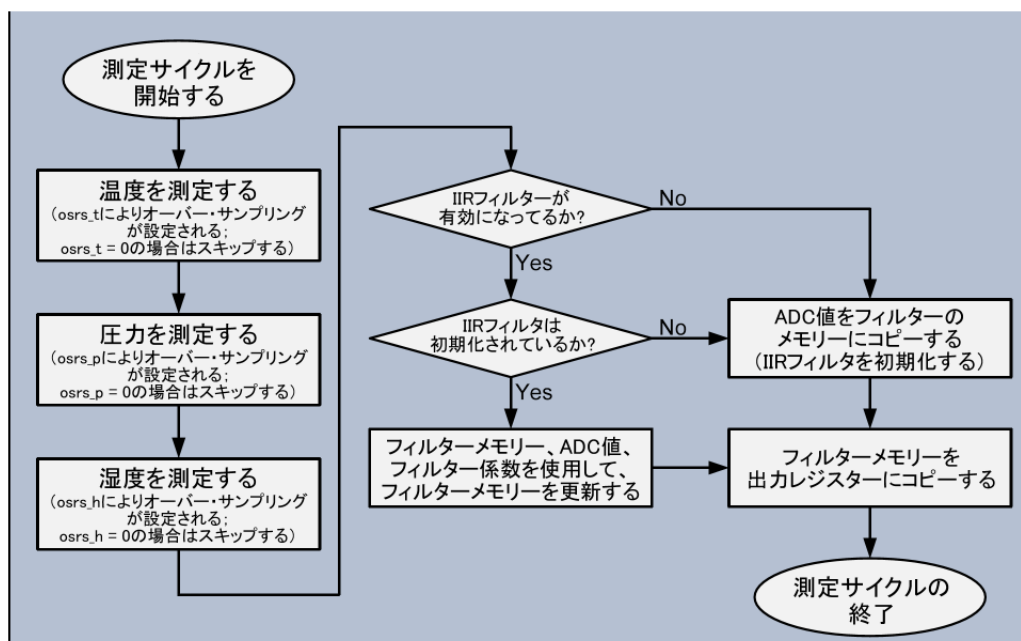 測定サイクルを
開始する
温度を測定する
(osrs_tによりオーバー・サンプリング
が設定される;
osrs_t = 0の場合はスキップする)
圧力を測定する
(osrs_pによりオーバー・サンプリング
が設定される;
osrs_p = 0の場合はスキップする)
湿度を測定する
(osrs_hによりオーバー・サンプリング
が設定される;
osrs_h = 0の場合はスキップする)
IIRフィルターが
有効になってるか?
No
Yes
IIRフィルタは
初期化されているか?
No
Yes
ADC値をフィルターの
メモリーにコピーする
(IIRフィルタを初期化する)
フィルターメモリー、ADC値、
フィルター係数を使用して、
フィルターメモリーを更新する
フィルターメモリーを
出力レジスターにコピーする
測定サイクルの
終了